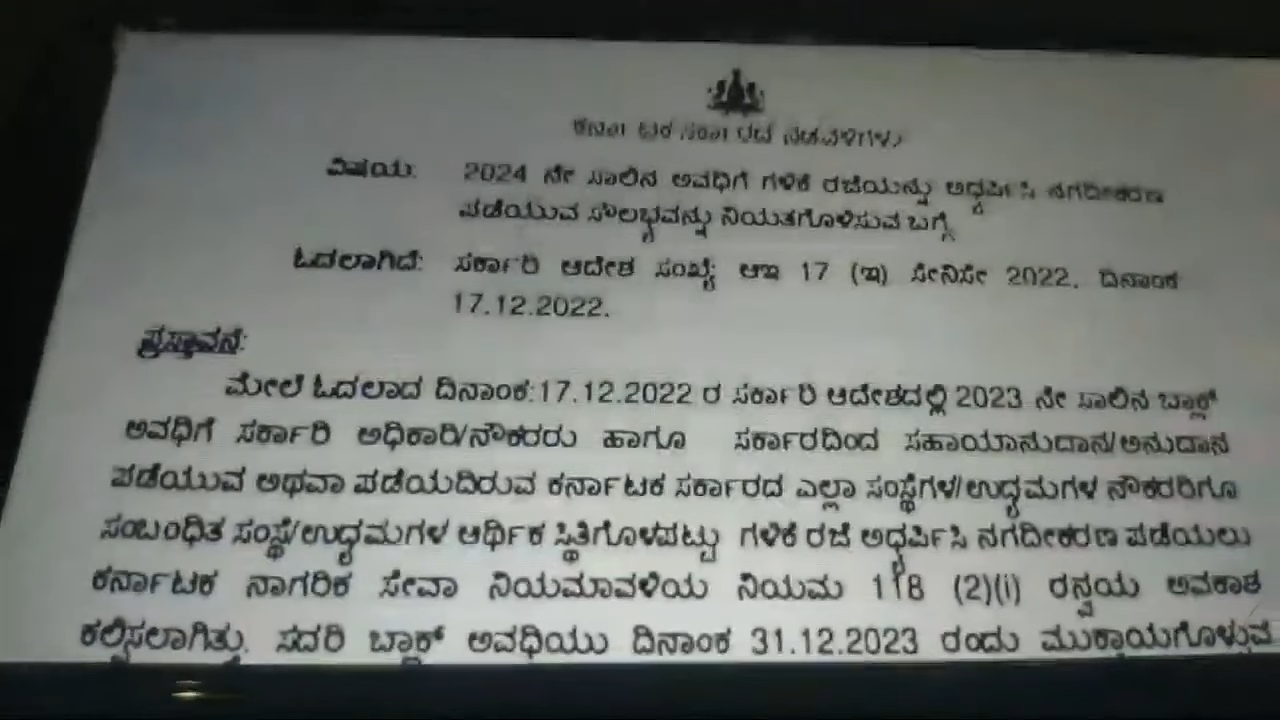 ಕರ್ನಾಟಕ ಸರ್ಕಾರದ ನಡವಳಿಗಳು
ವಿಷಯ: 2024 ನೇ ಸಾಲಿನ ಅವಧಿಗೆ ಗಳಿಕೆ ರಜೆಯನ್ನು ಅಧ್ಯರ್ಪಿಸಿ ನಗದೀಕರಣ
ಪಡೆಯುವ ಸೌಲಭ್ಯವನ್ನು ನಿಯತಗೊಳಿಸುವ ಬಗ್ಗೆ
ಓದಲಾಗಿದೆ: ಸರ್ಕಾರಿ ಆದೇಶ ಸಂಖ್ಯೆ: ಆಇ 17 (ಇ) ಸೇನಿಸೇ 2022, ದಿನಾಂಕ
17.12.2022.
ಪ್ರಸ್ತಾವನೆ:
ಮೇಲೆ ಓದಲಾದ ದಿನಾಂಕ:17.12.2022 ರ ಸರ್ಕಾರಿ ಆದೇಶದಲ್ಲಿ 2023 ನೇ ಸಾಲಿನ ಬ್ಲಾಕ್
ಅವಧಿಗೆ ಸರ್ಕಾರಿ ಅಧಿಕಾರಿ/ನೌಕರರು ಹಾಗೂ ಸರ್ಕಾರದಿಂದ ಸಹಾಯಾನುದಾನ/ಅನುದಾನ
ಪಡೆಯುವ ಅಥವಾ ಪಡೆಯದಿರುವ ಕರ್ನಾಟಕ ಸರ್ಕಾರದ ಎಲ್ಲಾ ಸಂಸ್ಥೆಗಳ/ಉದ್ಯಮಗಳ ನೌಕರರಿಗೂ
ಸಂಬಂಧಿತ ಸಂಸ್ಥೆ/ಉದ್ಯಮಗಳ ಆರ್ಥಿಕ ಸ್ಥಿತಿಗೊಳಪಟ್ಟು ಗಳಿಕೆ ರಜೆ ಅಧ್ಯರ್ಪಿಸಿ ನಗದೀಕರಣ ಪಡೆಯಲು
ಕರ್ನಾಟಕ ನಾಗರಿಕ ಸೇವಾ ನಿಯಮಾವಳಿಯ ನಿಯಮ 118 (2)(i) ರನ್ವಯ ಅವಕಾಶ
ಕಲ್ಪಿಸಲಾಗಿತ್ತು. ಸದರಿ ಬ್ಲಾಕ್ ಅವಧಿಯು ದಿನಾಂಕ 31.12.2023 ರಂದು ಮುಕ್ತಾಯಗೊಳ್ಳುವ